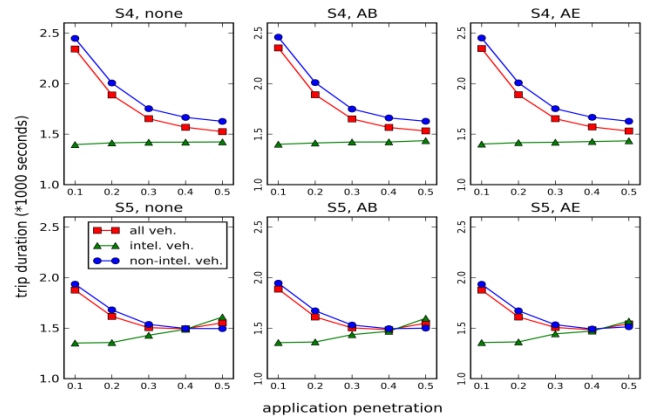 S4, none
S4, AB
S4, AE
2.5
2.0
1.5
1.0
0.1 0.2 0.3 0.4 0.5
2.5
2.0
1.5
1.0
0.1 0.2 0.3 0.4 0.5
2.5
2.0
1.5
1.0
0.1 0.2 0.3 0.4 0.5
trip duration (*1000 seconds)
S5, none
S5, AB
S5, AE
2.5
2.0
1.5
1.0
all veh.
intel. veh.
non-intel. veh.
0.1 0.2 0.3 0.4 0.5
2.5
2.0
1.5
1.0
0.1 0.2 0.3 0.4 0.5
2.5
2.0
1.5
1.0
0.1 0.2 0.3 0.4 0.5
application penetration